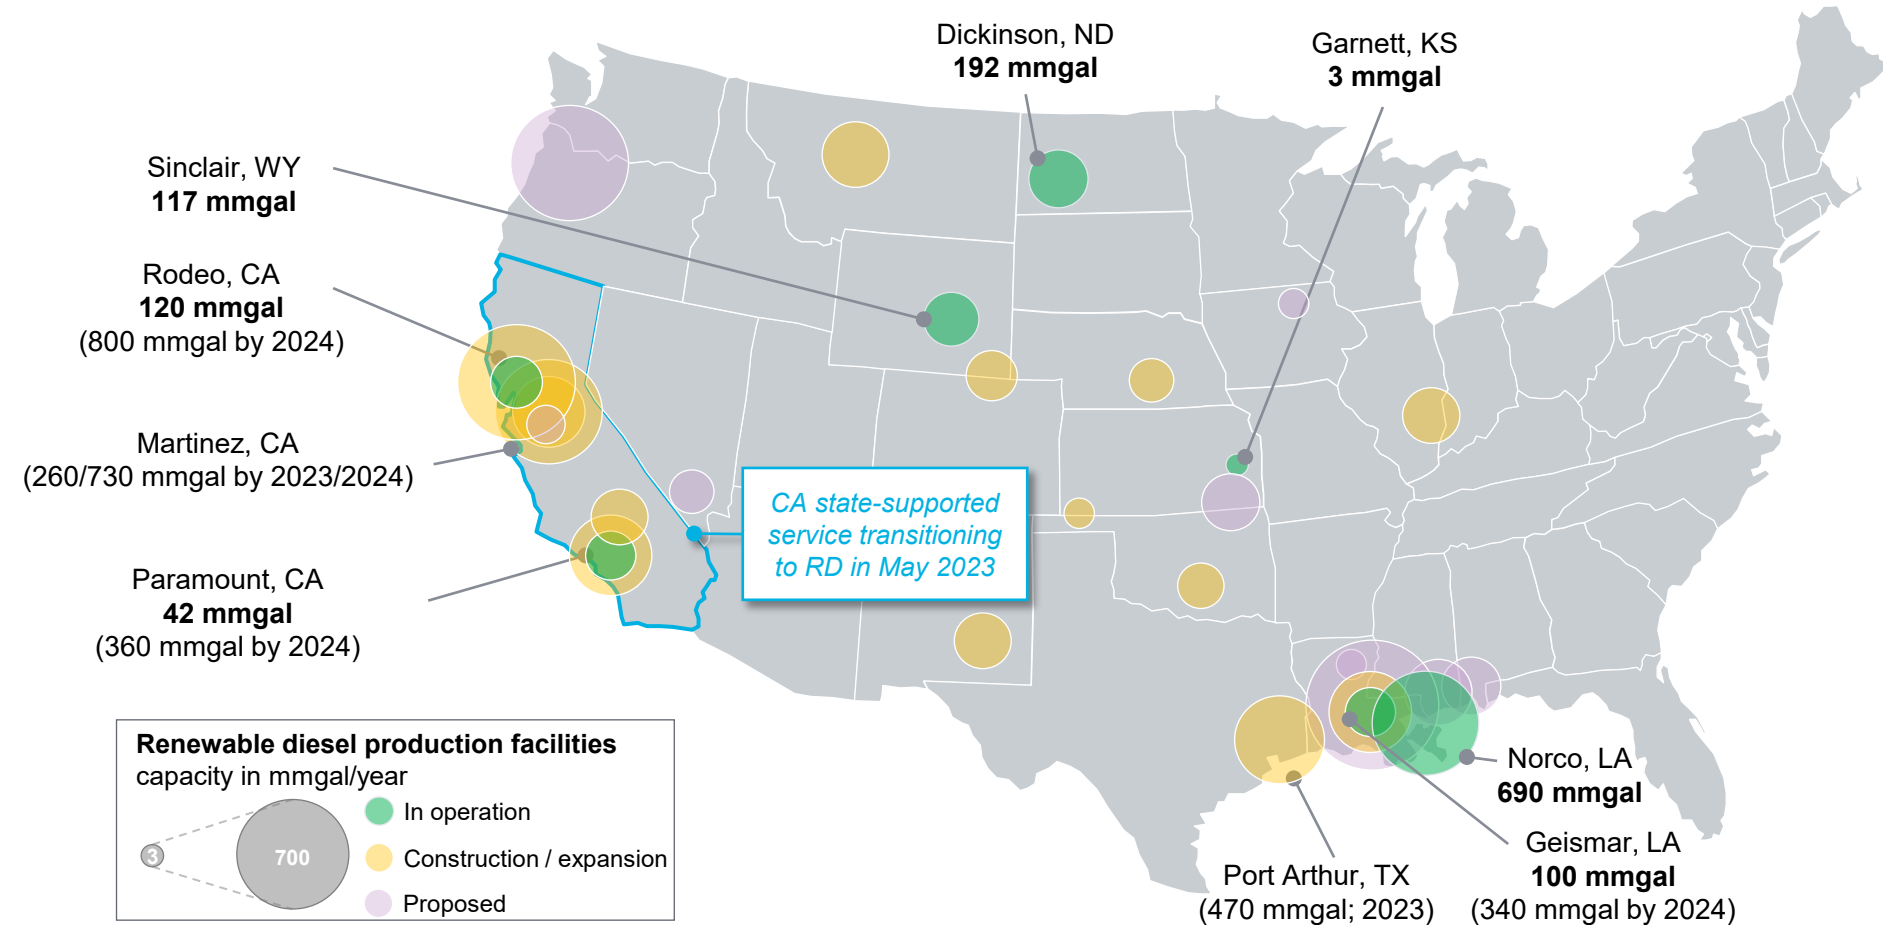 Dickinson, ND
192 mmgal
Garnett, KS
3 mmgal
Sinclair, WY
117 mmgal
Rodeo, CA
120 mmgal
(800 mmgal by 2024)
Martinez, CA
(260/730 mmgal by 2023/2024)
CA state-supported
service transitioning
to RD in May 2023
Paramount, CA
42 mmgal
(360 mmgal by 2024)
Renewable diesel production facilities
capacity in mmgal/year
3
700
In operation
Construction / expansion
Proposed
Norco, LA
690 mmgal
Geismar, LA
100 mmgal
(340 mmgal by 2024)
Port Arthur, TX
(470 mmgal; 2023)